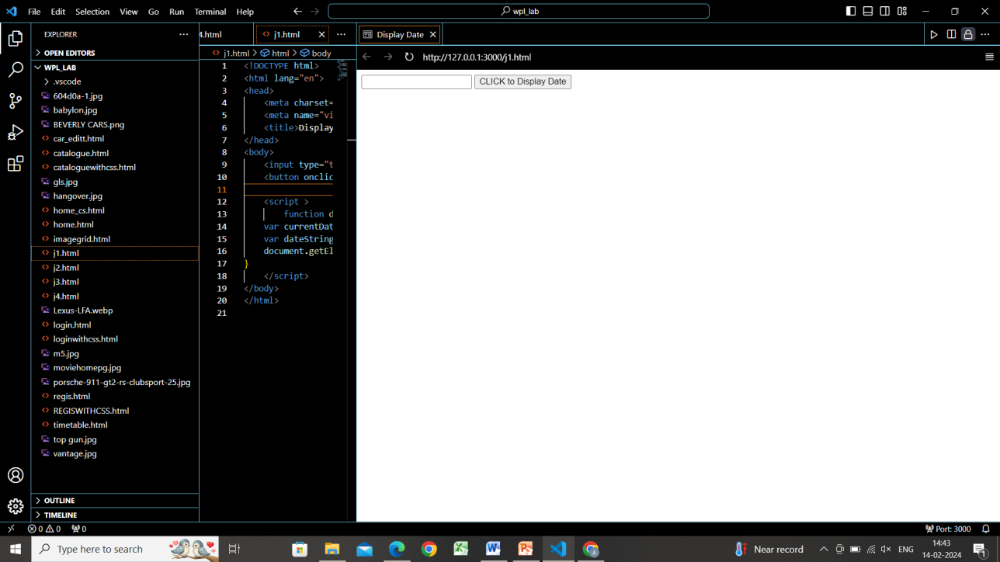 File Edit Selection View Go Run Terminal Help
wpl_lab
EXPLORER
OPEN EDITORS
WPL_LAB
.vscode
604d0a-1.jpg
babylon.jpg
BEVERLY CARS.png
car_editt.html
catalogue.html
cataloguewithcss.html
gls.jpg
hangover.jpg
home_cs.html
home.html
imagegrid.html
j1.html
j2.html
j3.html
j4.html
Lexus-LFA.webp
login.html
loginwithcss.html
m5.jpg
moviehomepg.jpg
porsche-911-gt2-rs-clubsport-25.jpg
regis.html
REGISWITHCSS.html
timetable.html
top gun.jpg
vantage.jpg
OUTLINE
TIMELINE
4.html j1.html
j1.html > html > body
1 <!DOCTYPE html>
2 <html lang="en">
3 <head>
4 <meta charset=
5 <meta name="vi
6 <title>Display
7 </head>
8 <body>
9 <input type="t
10 <button onclic
11
12 <script >
13 function d
14 var currentDat
15 var dateString
16 document.getEl
17 }
18 </script>
19 </body>
20 </html>
21
Display Date
http://127.0.0.1:3000/j1.html
CLICK to Display Date
0 0 0
Port: 3000
Type here to search
Near record
ENG
14:43
14-02-2024
1